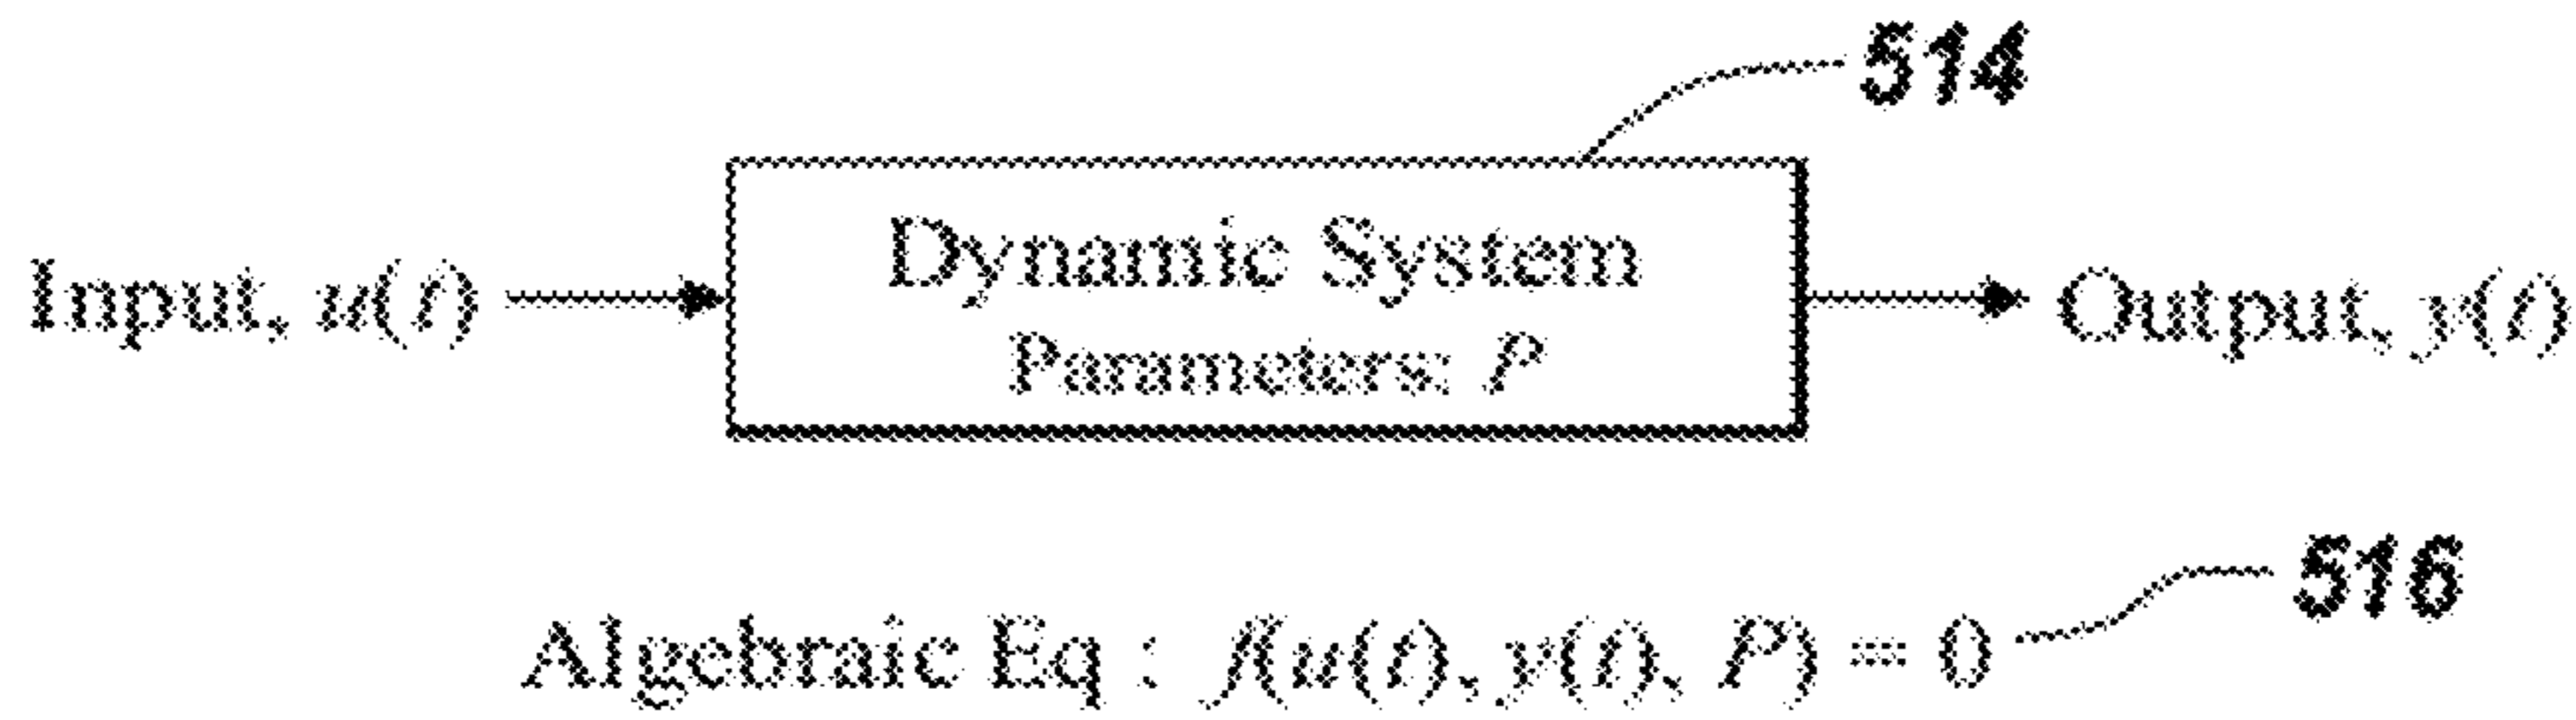 514
Input, u(t)
Dynamic System
Parameters: P
Output, y(t)
516
Algebraic Eq : f(u(t), y(t), P) = 0